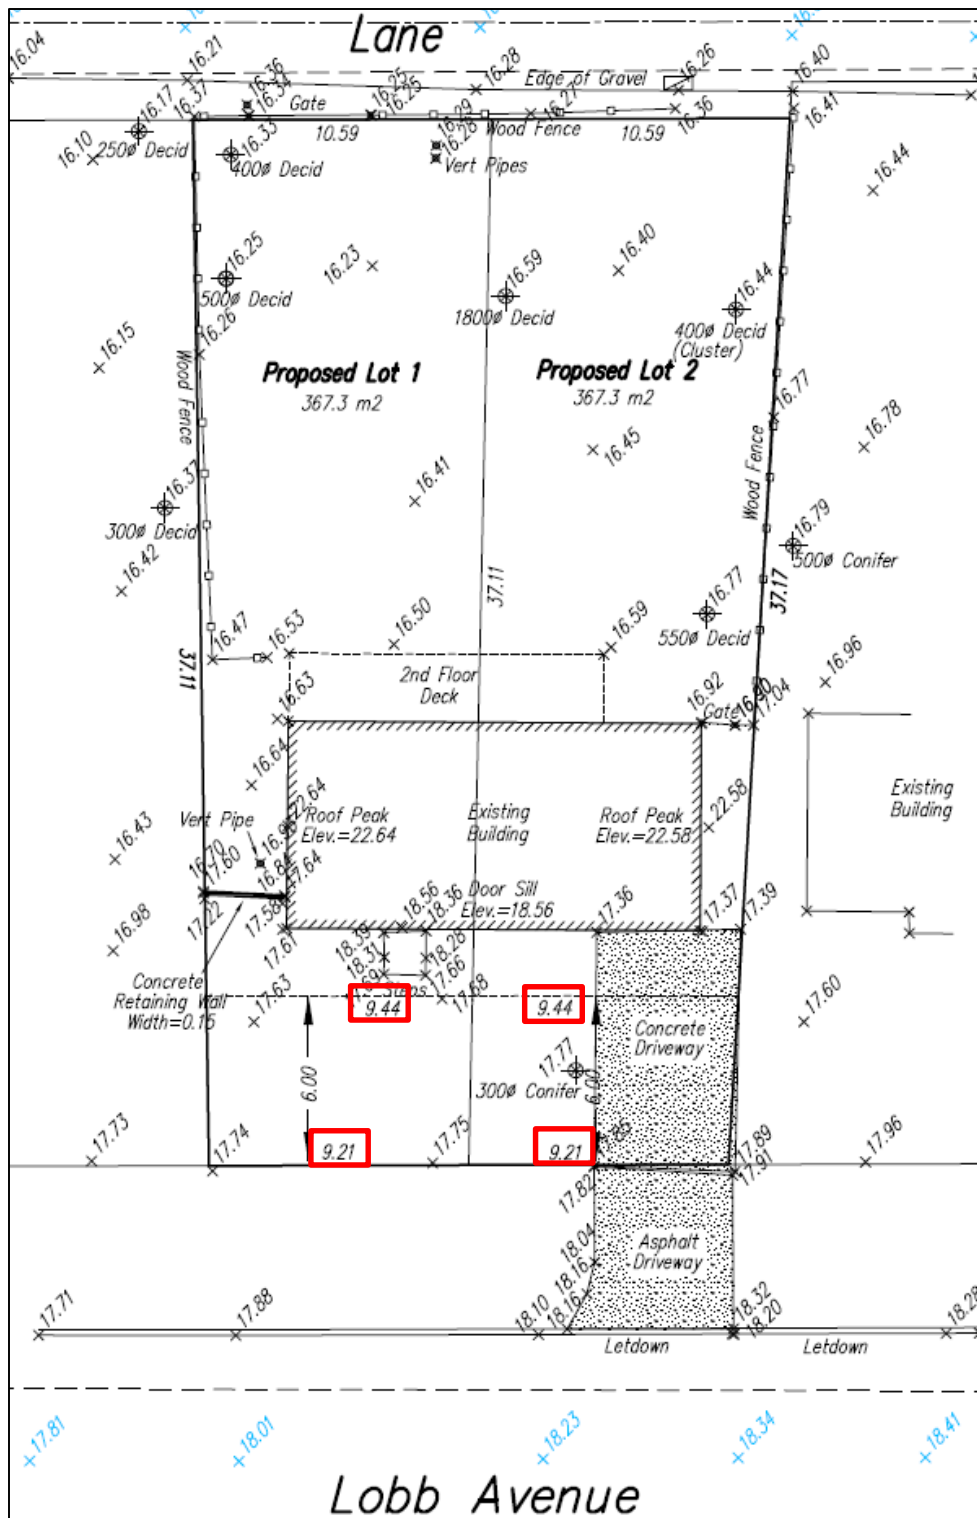 Lane
16.04
16.21
16.36
16.34
16.25
16.25
16.28
Edge of Gravel
16.26
16.40
16.10
16.17
16.37
Gate
16.29
16.28
16.27
16.36
16.41
Wood Fence
10.59
10.59
250ø Decid
16.33
400ø Decid
Vert Pipes
16.44
16.25
500ø Decid
16.23
16.59
1800ø Decid
16.40
16.44
400ø Decid
(Cluster)
16.15
16.26
Wood Fence
Proposed Lot 1
367.3 m2
Proposed Lot 2
367.3 m2
16.77
16.78
16.45
Wood Fence
16.37
300ø Decid
16.41
16.79
500ø Conifer
16.42
37.11
37.17
16.77
550ø Decid
16.47
16.53
16.50
16.59
37.11
2nd Floor
Deck
16.96
16.63
16.92
Gate
16.90
17.04
16.64
22.64
Vert Pipe
Roof Peak
Elev.=22.64
Existing
Building
Roof Peak
Elev.=22.58
22.58
Existing
Building
16.43
16.70
17.60
16.84
17.64
17.22
17.58
17.61
Door Sill
Elev.=18.56
18.56
18.36
17.36
17.37
17.39
16.98
18.39
18.31
18.28
17.66
Concrete
Retaining Wall
Width=0.15
17.63
17.69
Steps
17.68
9.44
9.44
17.60
Concrete
Driveway
6.00
17.77
300ø Conifer
6.00
17.73
17.74
9.21
17.75
9.21
17.85
17.89
17.91
17.96
17.82
18.04
18.16
18.16
Asphalt
Driveway
17.71
17.88
18.10
18.32
18.20
18.28
Letdown
Letdown
17.81
18.01
18.23
18.34
18.41
Lobb Avenue